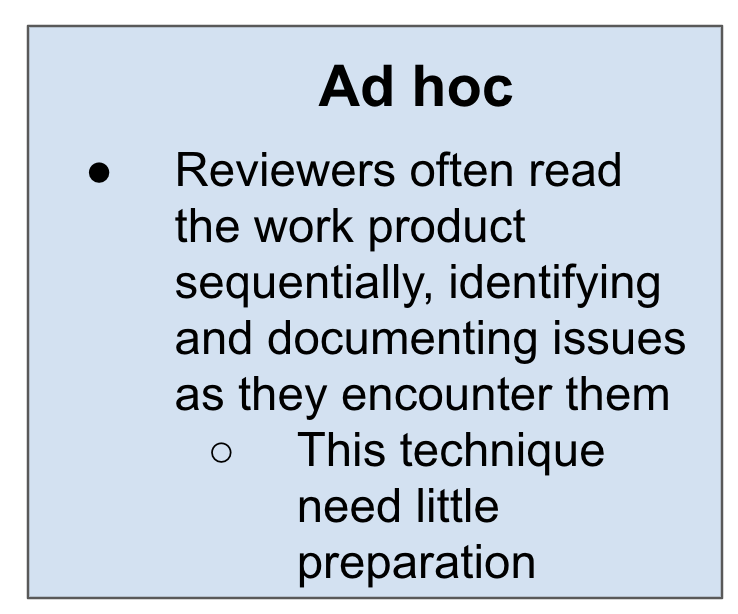 Ad hoc
● Reviewers often read
the work product
sequentially, identifying
and documenting issues
as they encounter them
○ This technique
need little
preparation